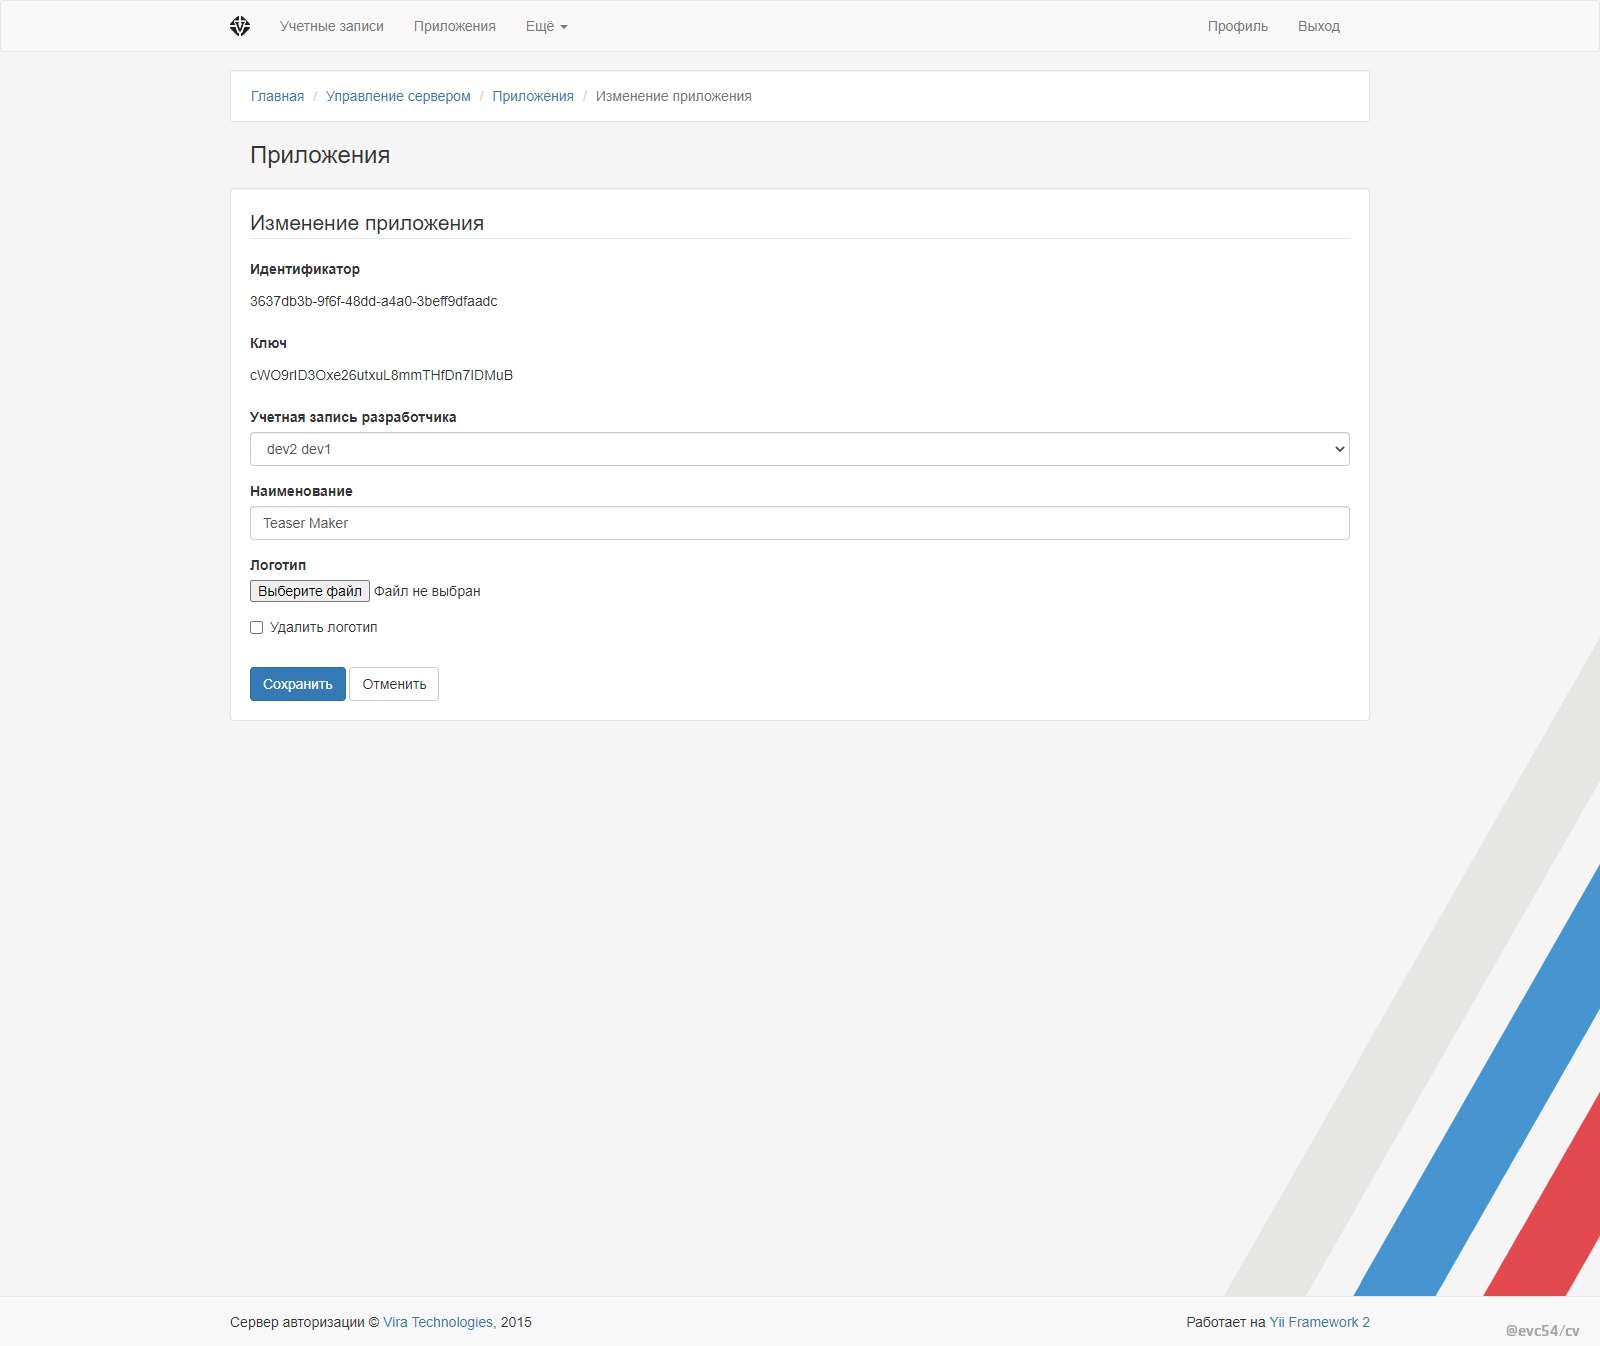 Учетные записи Приложения Ещё Профиль Выход
Главная / Управление сервером / Приложения / Изменение приложения
Приложения
Изменение приложения
Идентификатор
3637db3b-9f6f-48dd-a4a0-3beff9dfaadc
Ключ
cWO9rID3Oxe26utxuL8mmTHfDn7IDMuB
Учетная запись разработчика
dev2 dev1
Наименование
Teaser Maker
Логотип
Выберите файл Файл не выбран
Удалить логотип
Сохранить Отменить
Сервер авторизации © Vira Technologies, 2015 Работает на Yii Framework 2
@evc54/cv